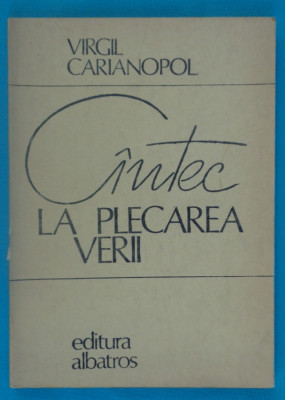 VIRGIL
CARIANOPOL
Cîntec
LA PLECAREA
VERII
editura
albatros